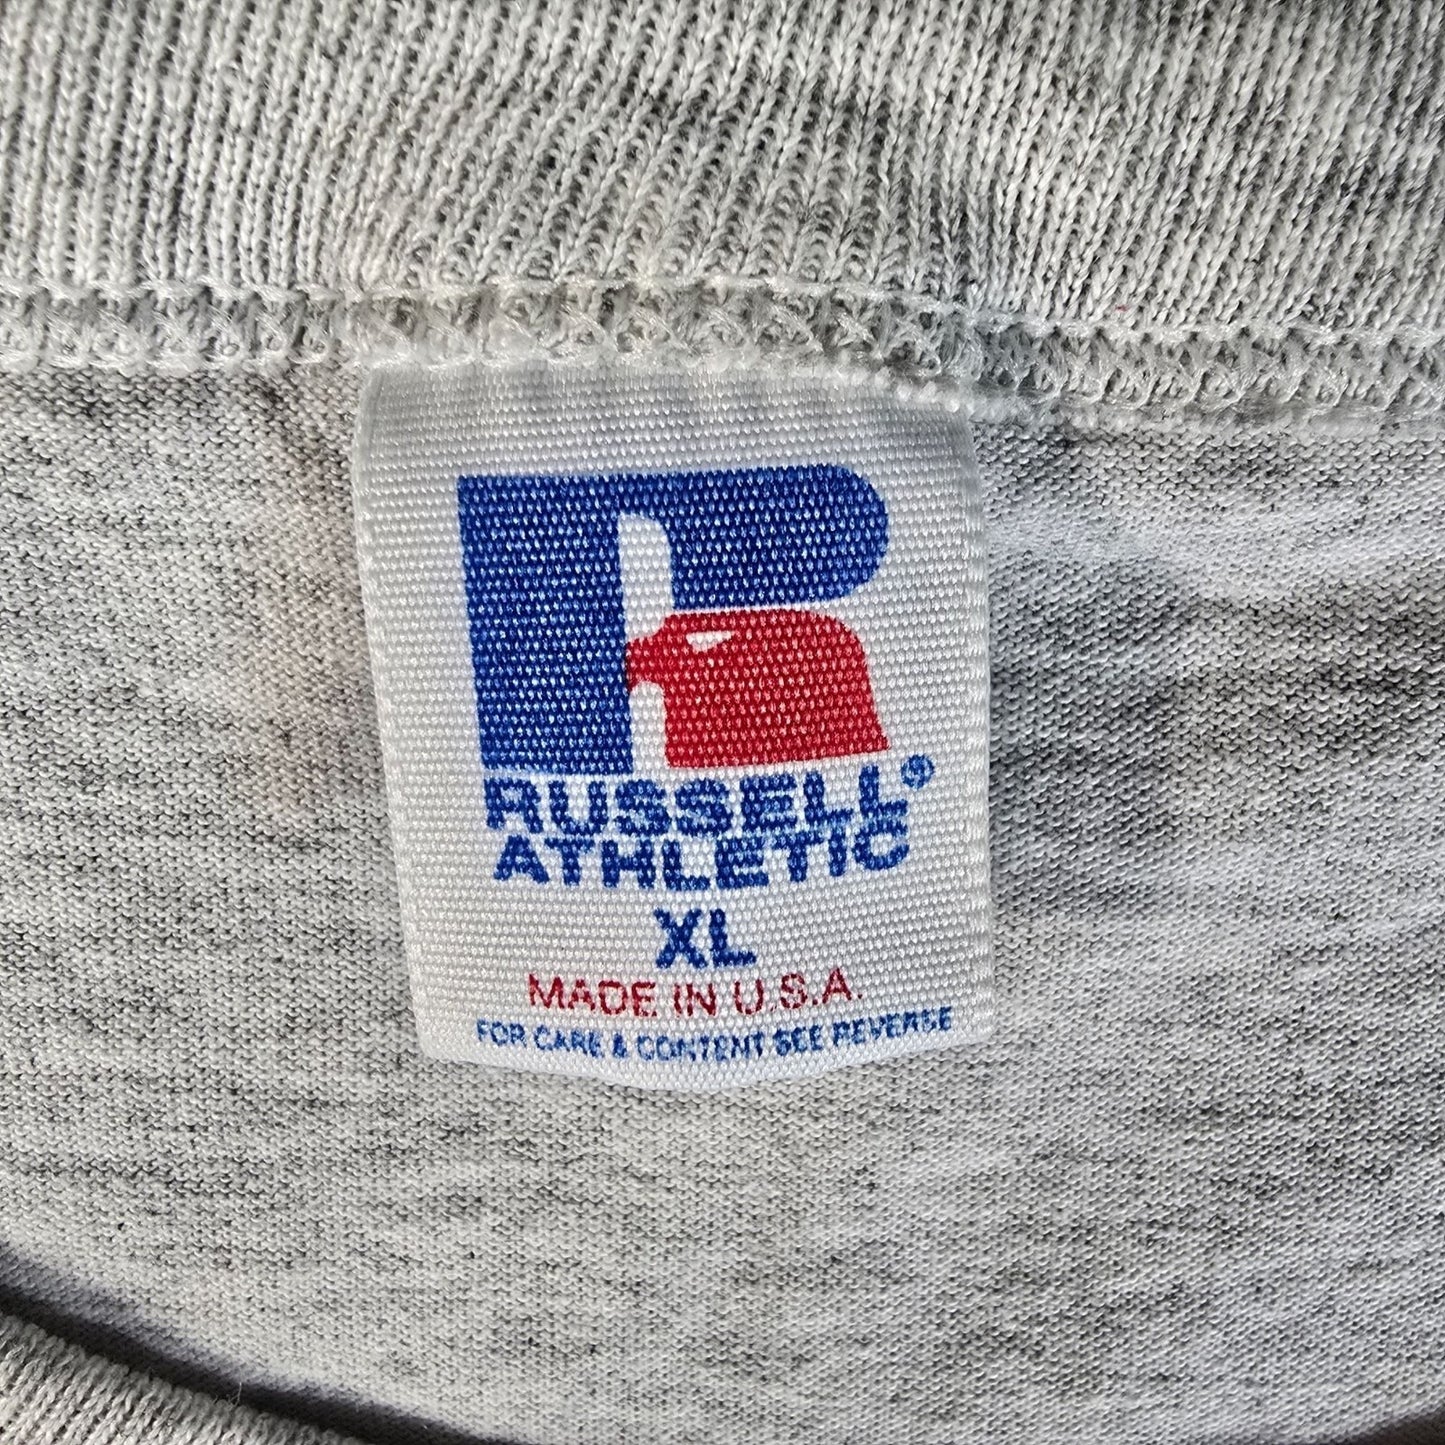 RUSSELL®
ATHLETIC
XL
MADE IN U.S.A.
FOR CARE & CONTENT SEE REVERSE